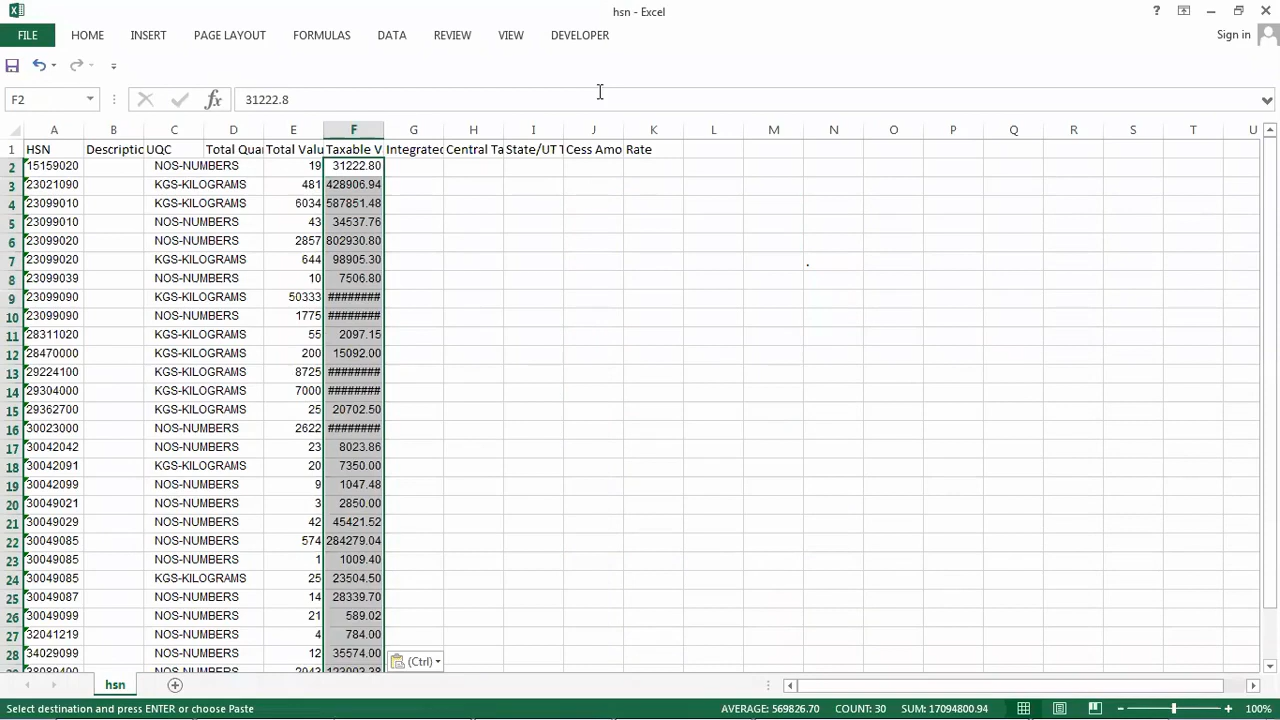 hsn - Excel
FILE HOME INSERT PAGE LAYOUT FORMULAS DATA REVIEW VIEW DEVELOPER Sign in
F2 fx 31222.8
A B C D E F G H I J K L M N O P Q R S T U
1 HSN Descriptic UQC Total Qua Total Valu Taxable V Integrated Central Ta State/UT T Cess Amo Rate
2 15159020 NOS-NUMBERS 19 31222.80
3 23021090 KGS-KILOGRAMS 481 428906.94
4 23099010 KGS-KILOGRAMS 6034 587851.48
5 23099010 NOS-NUMBERS 43 34537.76
6 23099020 NOS-NUMBERS 2857 802930.80
7 23099020 KGS-KILOGRAMS 644 98905.30
8 23099039 NOS-NUMBERS 10 7506.80
9 23099090 KGS-KILOGRAMS 50333 ########
10 23099090 NOS-NUMBERS 1775 ########
11 28311020 KGS-KILOGRAMS 55 2097.15
12 28470000 KGS-KILOGRAMS 200 15092.00
13 29224100 KGS-KILOGRAMS 8725 ########
14 29304000 KGS-KILOGRAMS 7000 ########
15 29362700 KGS-KILOGRAMS 25 20702.50
16 30023000 NOS-NUMBERS 2622 ########
17 30042042 NOS-NUMBERS 23 8023.86
18 30042091 KGS-KILOGRAMS 20 7350.00
19 30042099 NOS-NUMBERS 9 1047.48
20 30049021 NOS-NUMBERS 3 2850.00
21 30049029 NOS-NUMBERS 42 45421.52
22 30049085 NOS-NUMBERS 574 284279.04
23 30049085 NOS-NUMBERS 1 1009.40
24 30049085 KGS-KILOGRAMS 25 23504.50
25 30049087 NOS-NUMBERS 14 28339.70
26 30049099 NOS-NUMBERS 21 589.02
27 32041219 NOS-NUMBERS 4 784.00
28 34029099 NOS-NUMBERS 12 35574.00
(Ctrl)
hsn
Select destination and press ENTER or choose Paste AVERAGE: 569826.70 COUNT: 30 SUM: 17094800.94 100%